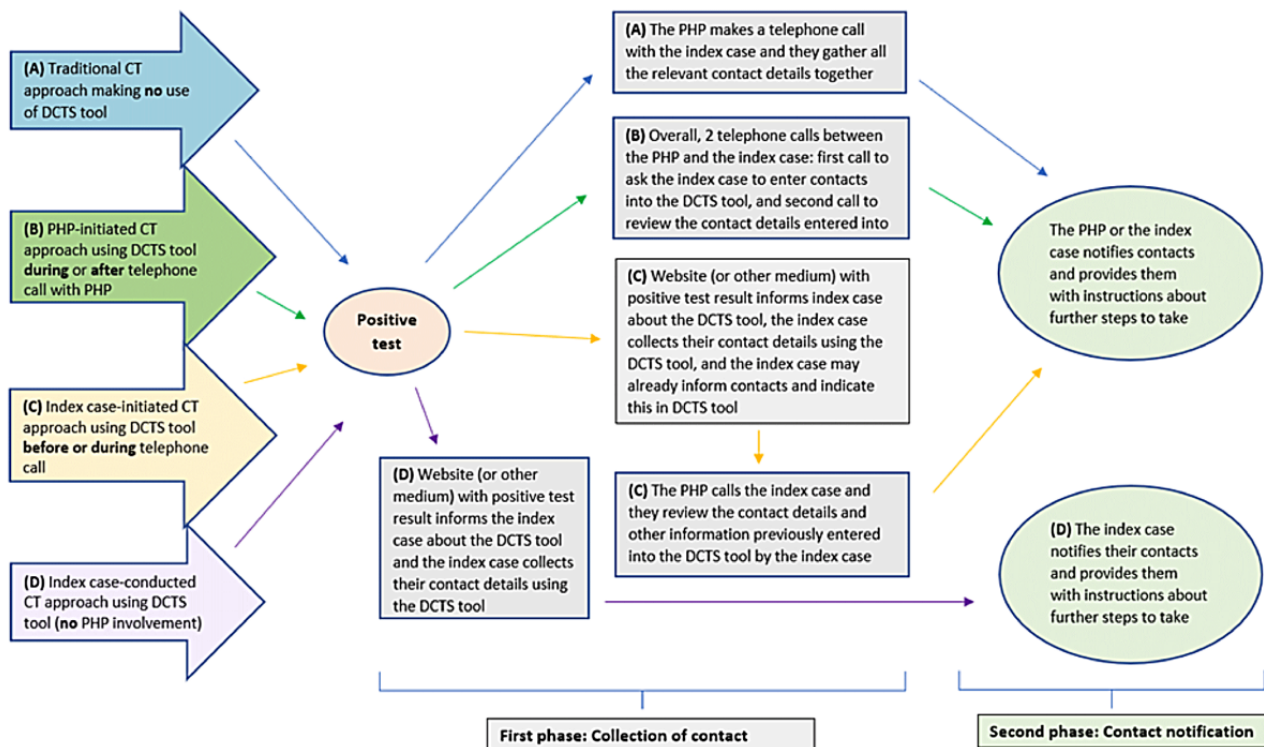 (A) Traditional CT
approach making no use
of DCTS tool
(B) PHP-initiated CT
approach using DCTS tool
during or after telephone
call with PHP
(C) Index case-initiated CT
approach using DCTS tool
before or during telephone
call
(D) Index case-conducted
CT approach using DCTS
tool (no PHP involvement)
Positive
test
(A) The PHP makes a telephone call
with the index case and they gather all
the relevant contact details together
(B) Overall, 2 telephone calls between
the PHP and the index case: first call to
ask the index case to enter contacts
into the DCTS tool, and second call to
review the contact details entered into
(C) Website (or other medium) with
positive test result informs index case
about the DCTS tool, the index case
collects their contact details using the
DCTS tool, and the index case may
already inform contacts and indicate
this in DCTS tool
(C) The PHP calls the index case and
they review the contact details and
other information previously entered
into the DCTS tool by the index case
(D) Website (or other
medium) with positive test
result informs the index
case about the DCTS tool
and the index case collects
their contact details using
the DCTS tool
The PHP or the index
case notifies contacts
and provides them
with instructions about
further steps to take
(D) The index case
notifies their contacts
and provides them
with instructions about
further steps to take
First phase: Collection of contact
Second phase: Contact notification